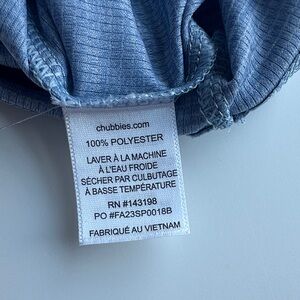 chubbies.com
100% POLYESTER
LAVER À LA MACHINE
À L'EAU FROIDE
SÉCHER PAR CULBUTAGE
À BASSE TEMPÉRATURE
RN #143198
PO #FA23SP0018B
FABRIQUÉ AU VIETNAM